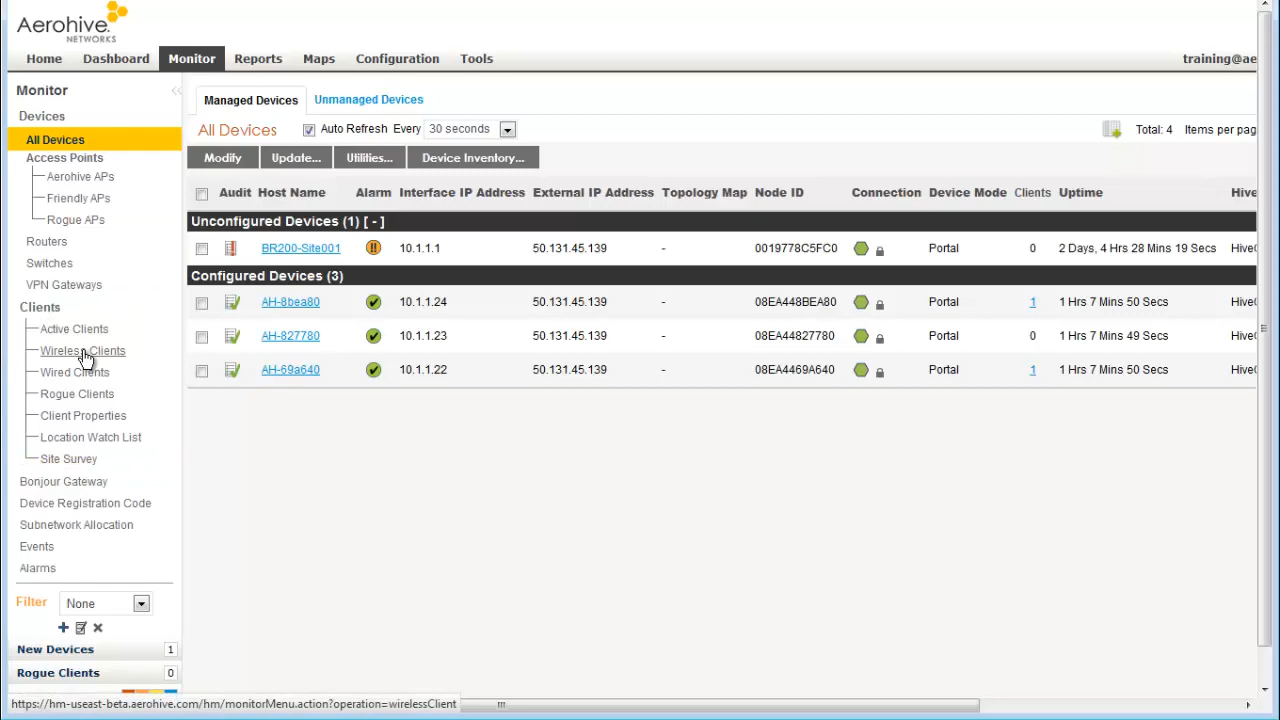 Aerohive
NETWORKS
Home Dashboard Monitor Reports Maps Configuration Tools training@ae
Monitor
Devices
All Devices
Access Points
Aerohive APs
Friendly APs
Rogue APs
Routers
Switches
VPN Gateways
Clients
Active Clients
Wireless Clients
Wired Clients
Rogue Clients
Client Properties
Location Watch List
Site Survey
Bonjour Gateway
Device Registration Code
Subnetwork Allocation
Events
Alarms
Filter None
New Devices 1
Rogue Clients 0
Managed Devices Unmanaged Devices
All Devices Auto Refresh Every 30 seconds Total: 4 Items per pag
Modify Update... Utilities... Device Inventory...
Audit Host Name Alarm Interface IP Address External IP Address Topology Map Node ID Connection Device Mode Clients Uptime Hive
Unconfigured Devices (1) [ - ]
BR200-Site001 10.1.1.1 50.131.45.139 - 0019778C5FC0 Portal 0 2 Days, 4 Hrs 28 Mins 19 Secs Hive
Configured Devices (3)
AH-8bea80 10.1.1.24 50.131.45.139 - 08EA448BEA80 Portal 1 1 Hrs 7 Mins 50 Secs Hive
AH-827780 10.1.1.23 50.131.45.139 - 08EA44827780 Portal 0 1 Hrs 7 Mins 49 Secs Hive
AH-69a640 10.1.1.22 50.131.45.139 - 08EA4469A640 Portal 1 1 Hrs 7 Mins 50 Secs Hive
https://hm-useast-beta.aerohive.com/hm/monitorMenu.action?operation=wirelessClient